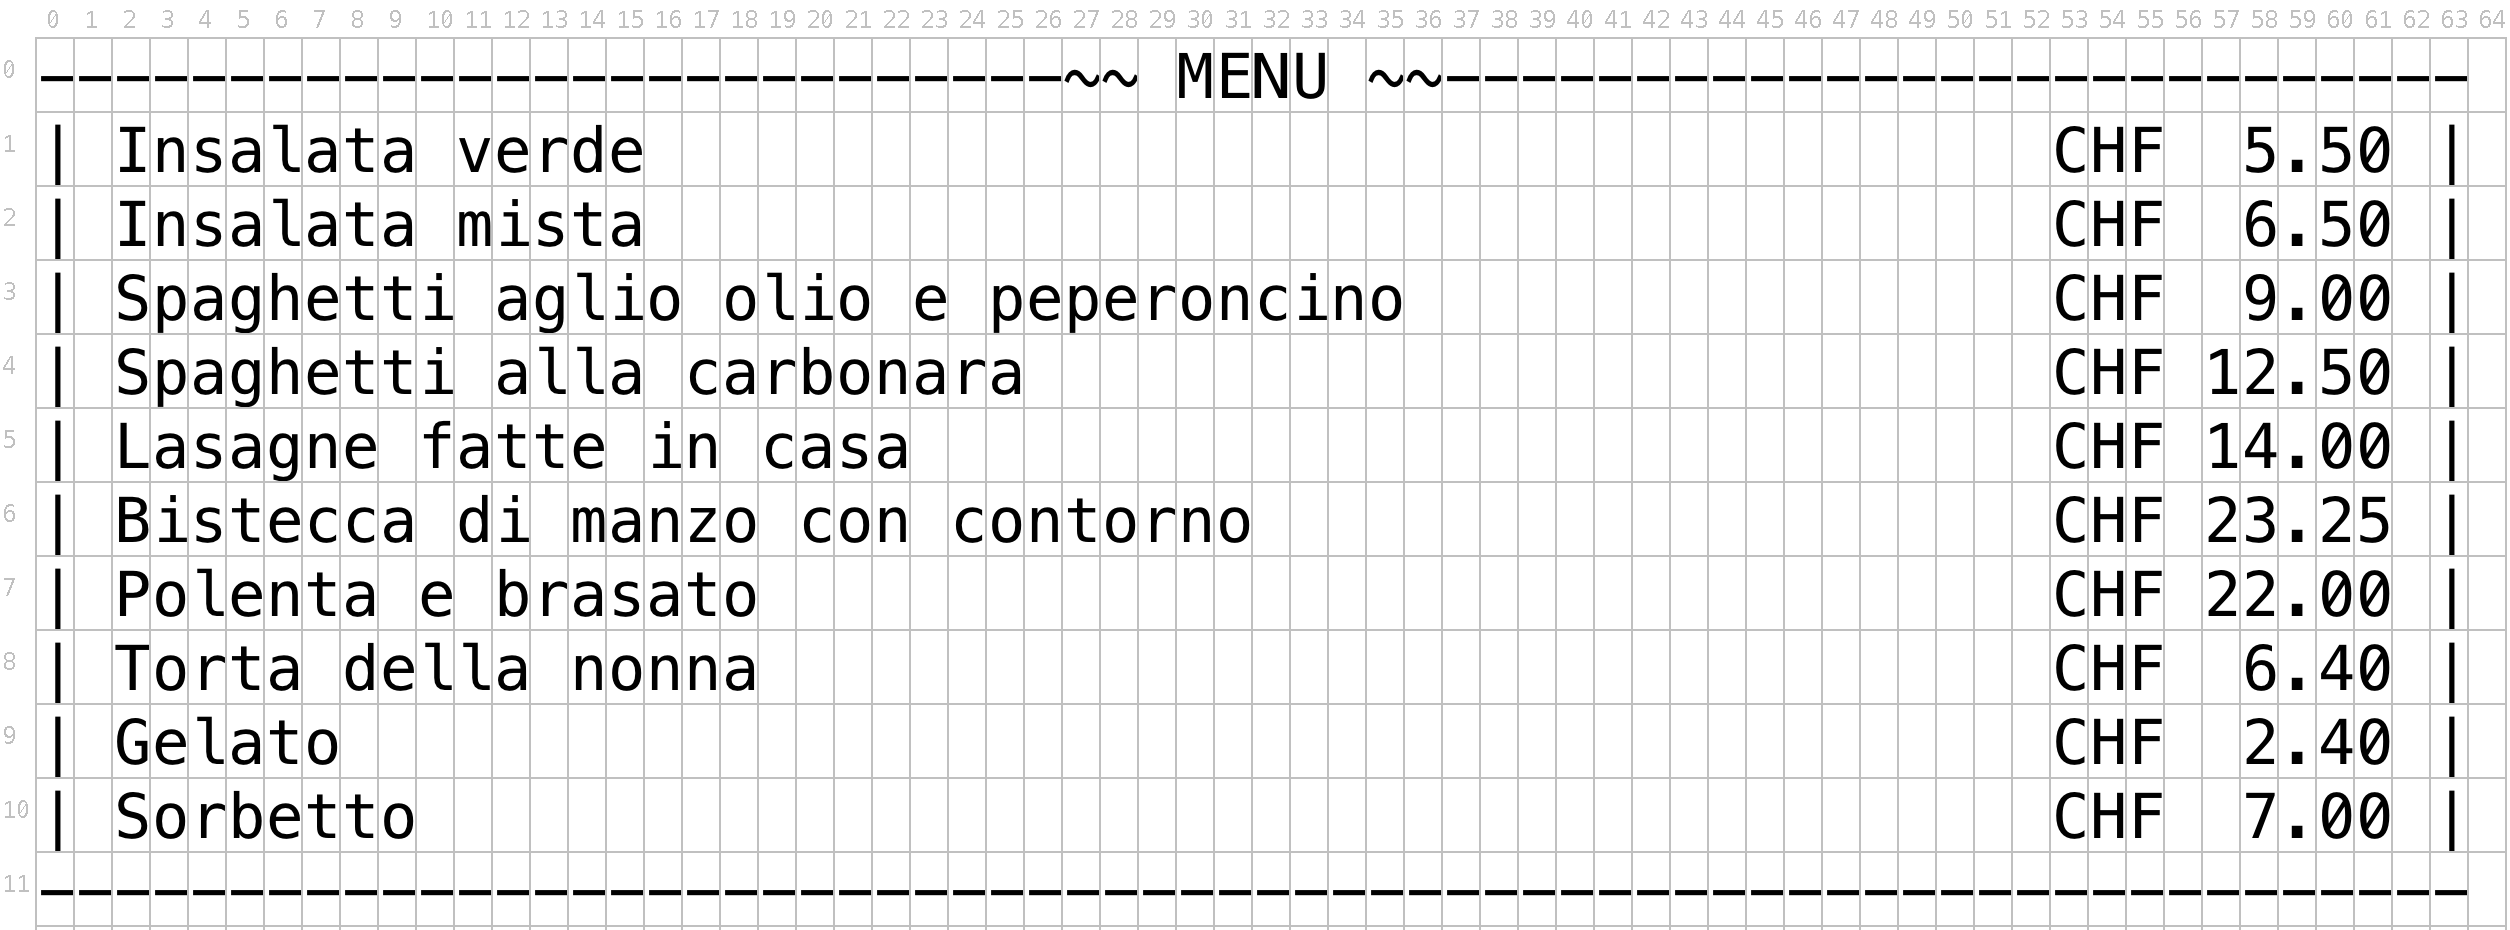 0 1 2 3 4 5 6 7 8 9 10 11 12 13 14 15 16 17 18 19 20 21 22 23 24 25 26 27 28 29 30 31 32 33 34 35 36 37 38 39 40 41 42 43 44 45 46 47 48 49 50 51 52 53 54 55 56 57 58 59 60 61 62 63 64
0 ---------------------------~~ MENU ~~---------------------------
1 | Insalata verde                                     CHF  5.50 |
2 | Insalata mista                                     CHF  6.50 |
3 | Spaghetti aglio olio e peperoncino                 CHF  9.00 |
4 | Spaghetti alla carbonara                           CHF 12.50 |
5 | Lasagne fatte in casa                              CHF 14.00 |
6 | Bistecca di manzo con contorno                     CHF 23.25 |
7 | Polenta e brasato                                  CHF 22.00 |
8 | Torta della nonna                                  CHF  6.40 |
9 | Gelato                                             CHF  2.40 |
10 | Sorbetto                                           CHF  7.00 |
11 ----------------------------------------------------------------